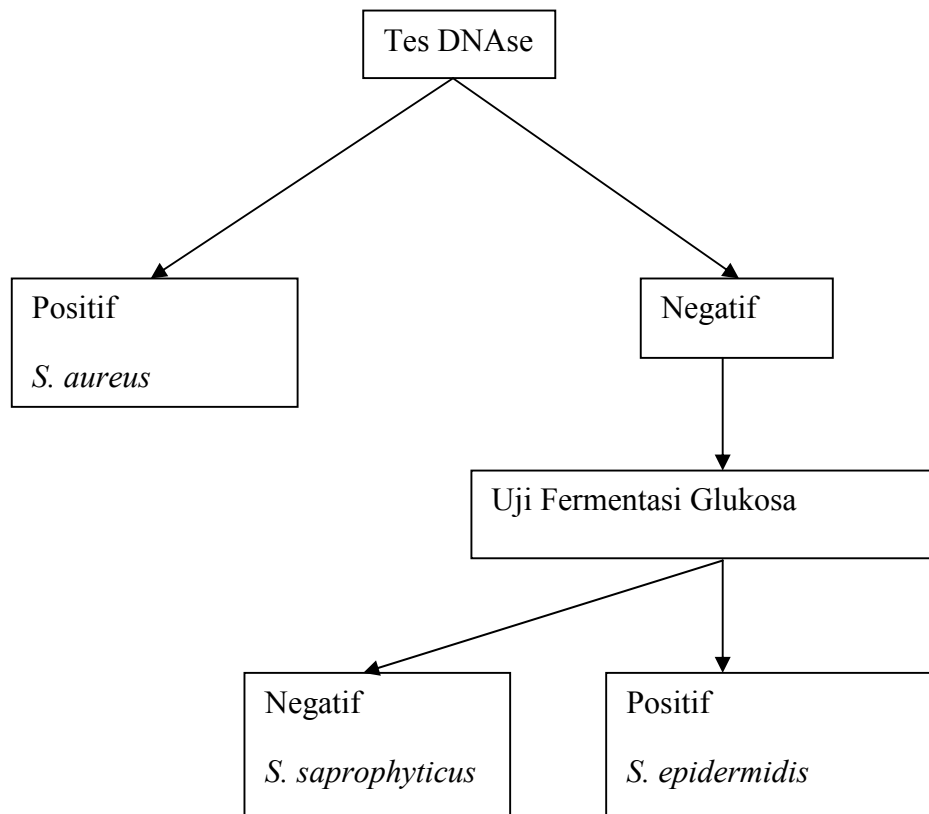 Tes DNAse
Positif
S. aureus
Negatif
Uji Fermentasi Glukosa
Negatif
S. saprophyticus
Positif
S. epidermidis